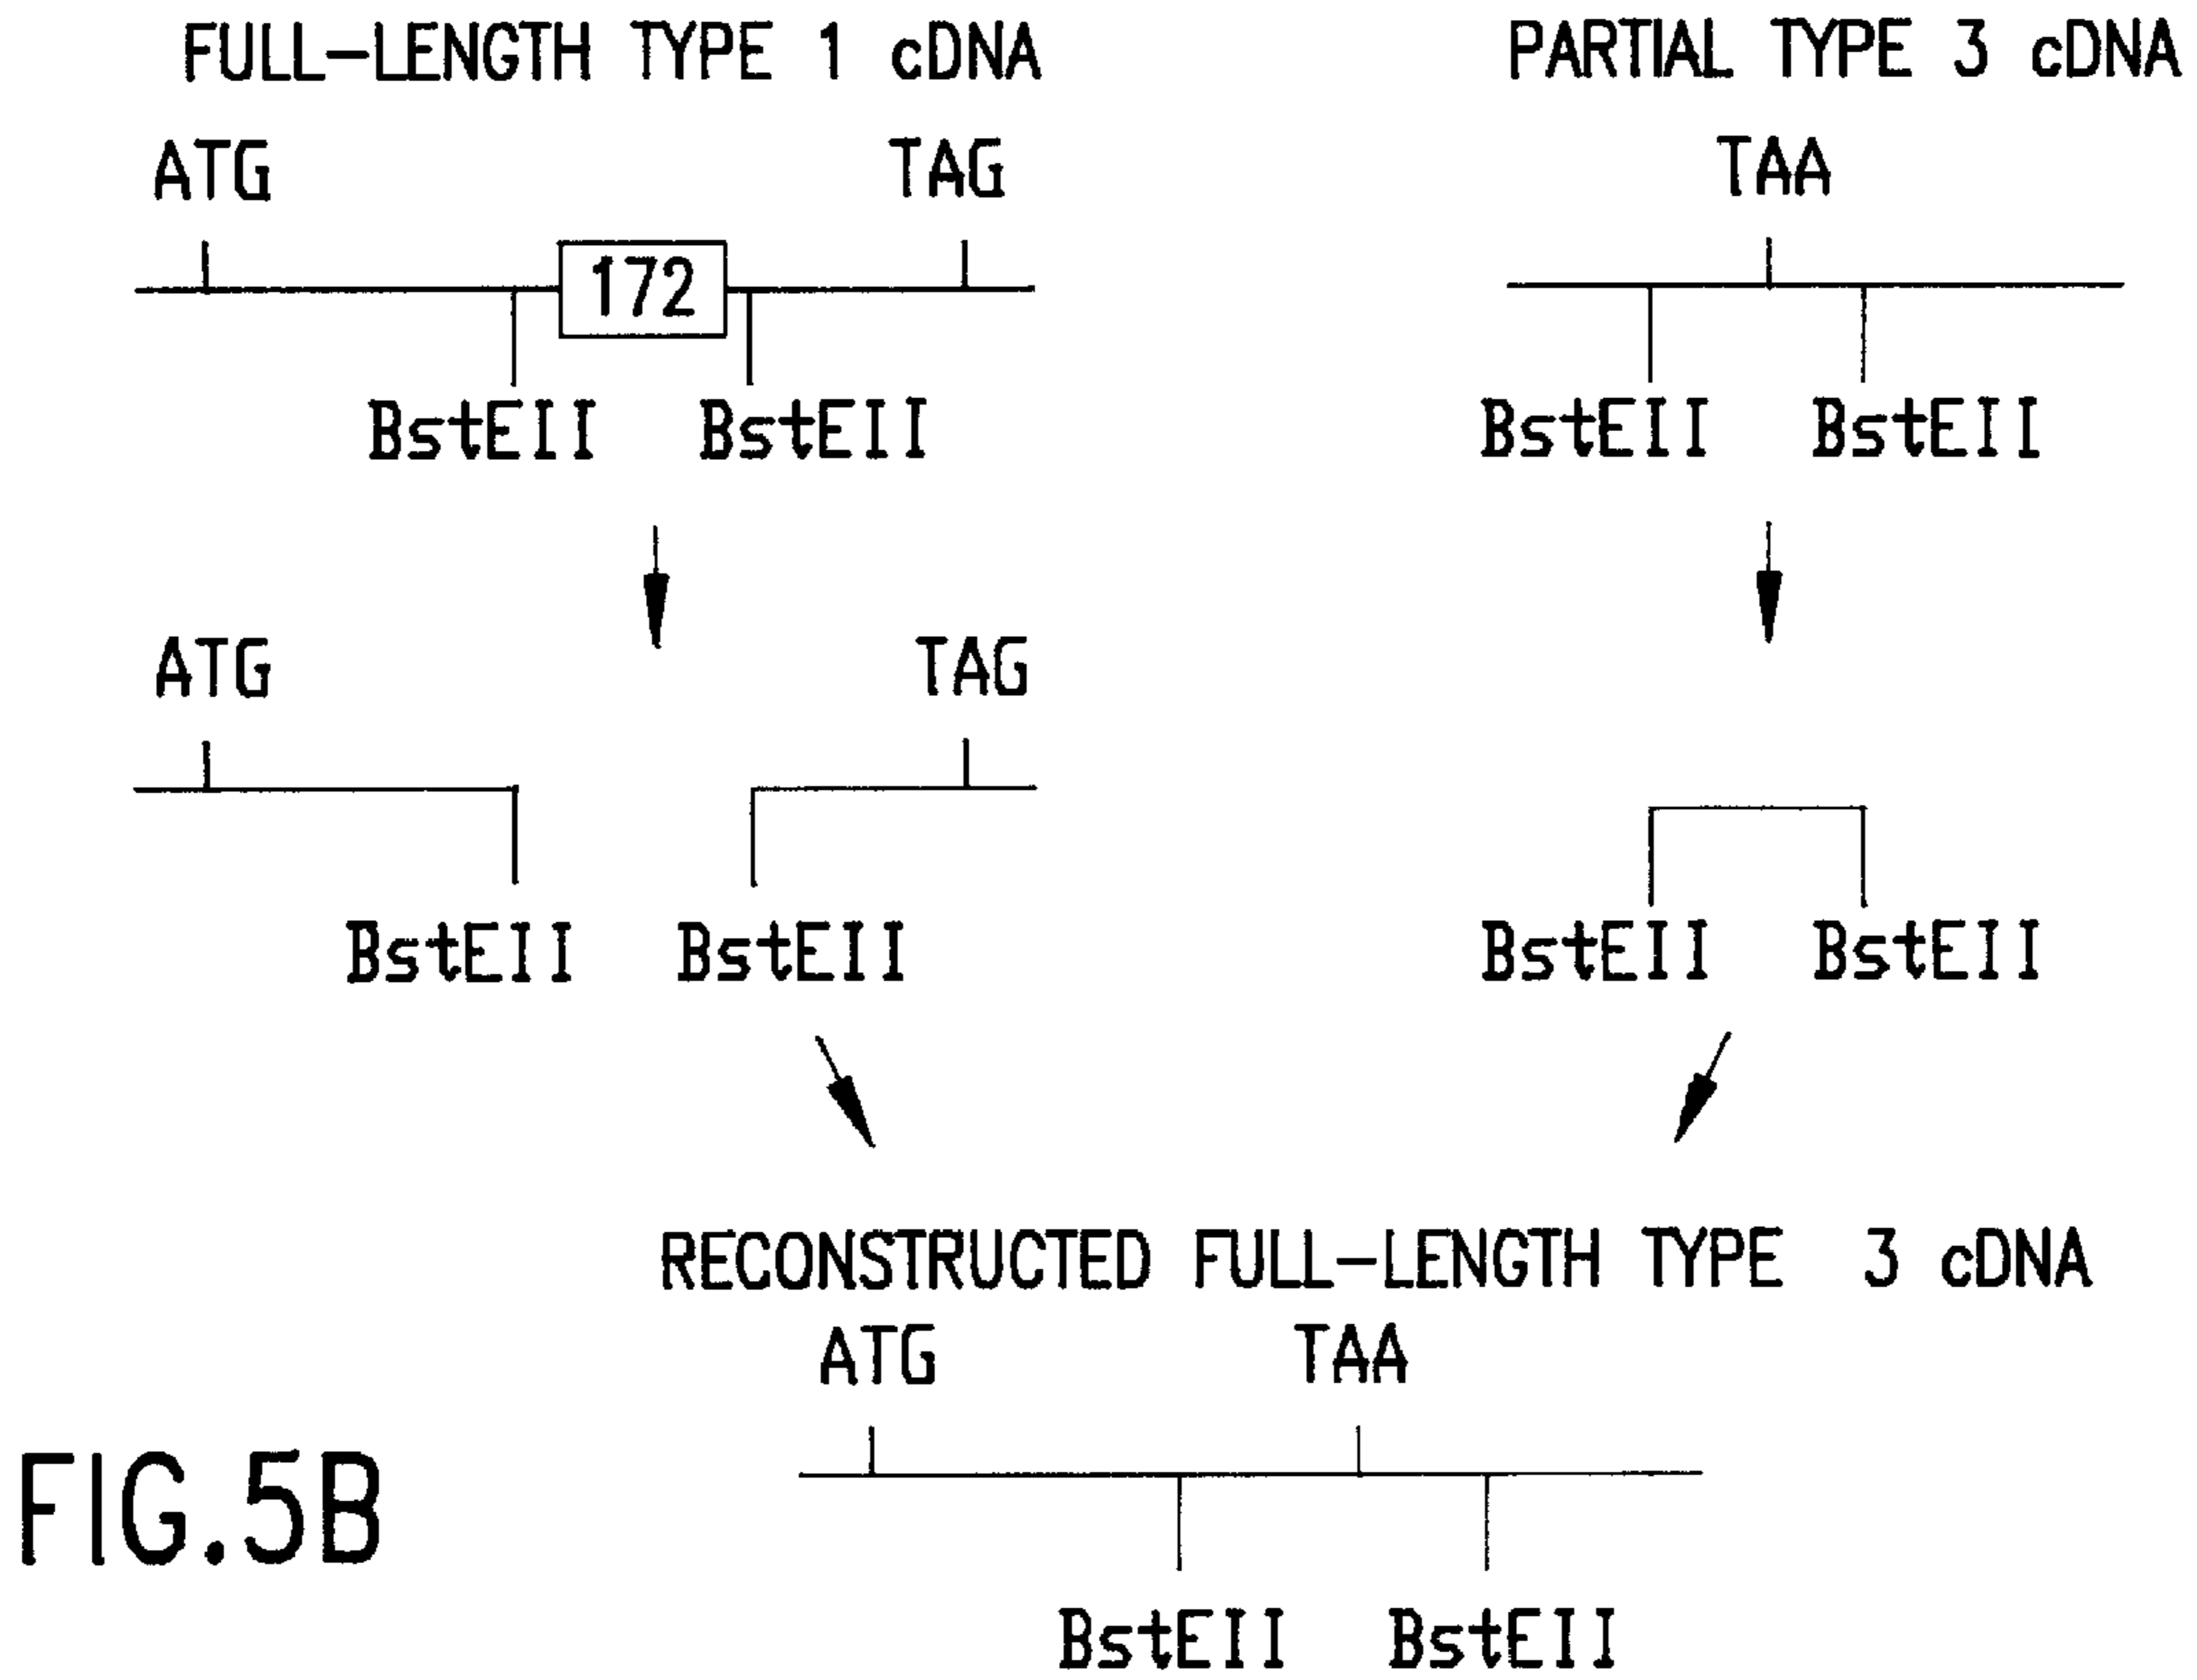 FULL-LENGTH TYPE 1 cDNA
PARTIAL TYPE 3 cDNA
ATG
TAG
TAA
172
BstEII BstEII
BstEII BstEII
ATG
TAG
BstEII BstEII
BstEII BstEII
RECONSTRUCTED FULL-LENGTH TYPE 3 cDNA
ATG
TAA
FIG.5B
BstEII BstEII